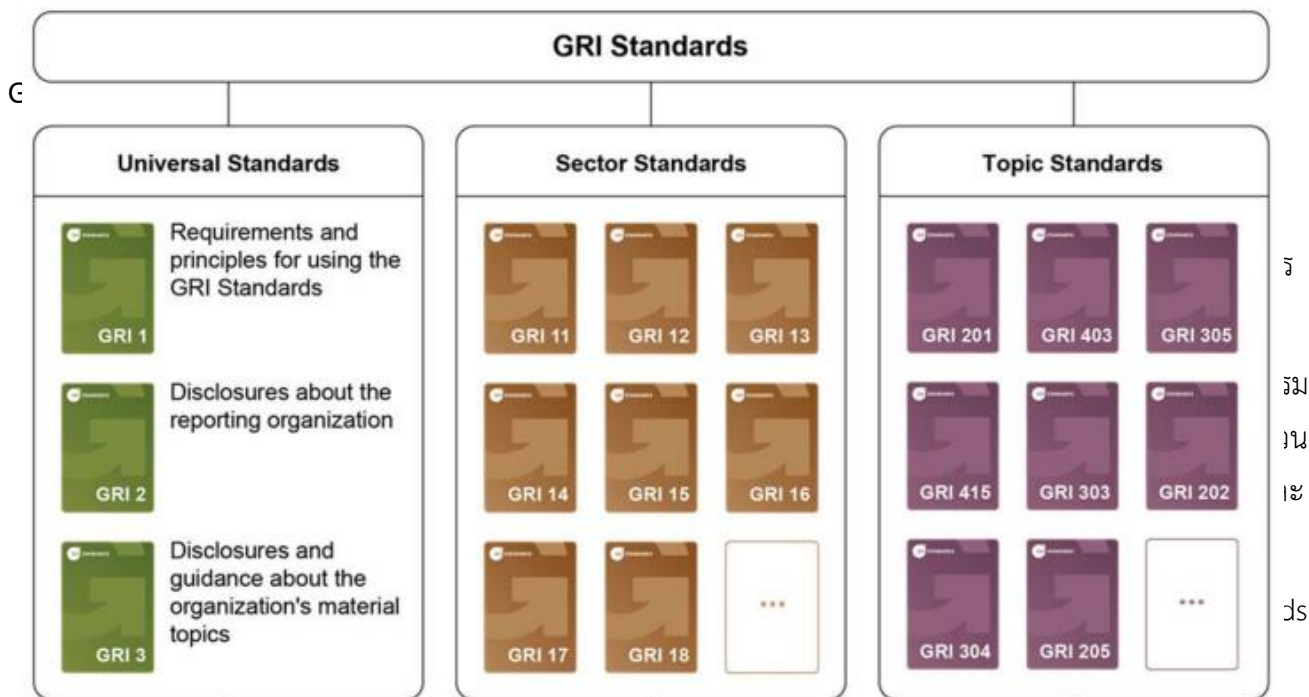 GRI Standards
Universal Standards
Requirements and
principles for using the
GRI Standards
GRI 1
Disclosures about the
reporting organization
GRI 2
Disclosures and
guidance about the
organization's material
topics
GRI 3
Sector Standards
GRI 11
GRI 12
GRI 13
GRI 14
GRI 15
GRI 16
GRI 17
GRI 18
...
Topic Standards
GRI 201
GRI 403
GRI 305
GRI 415
GRI 303
GRI 202
GRI 304
GRI 205
...